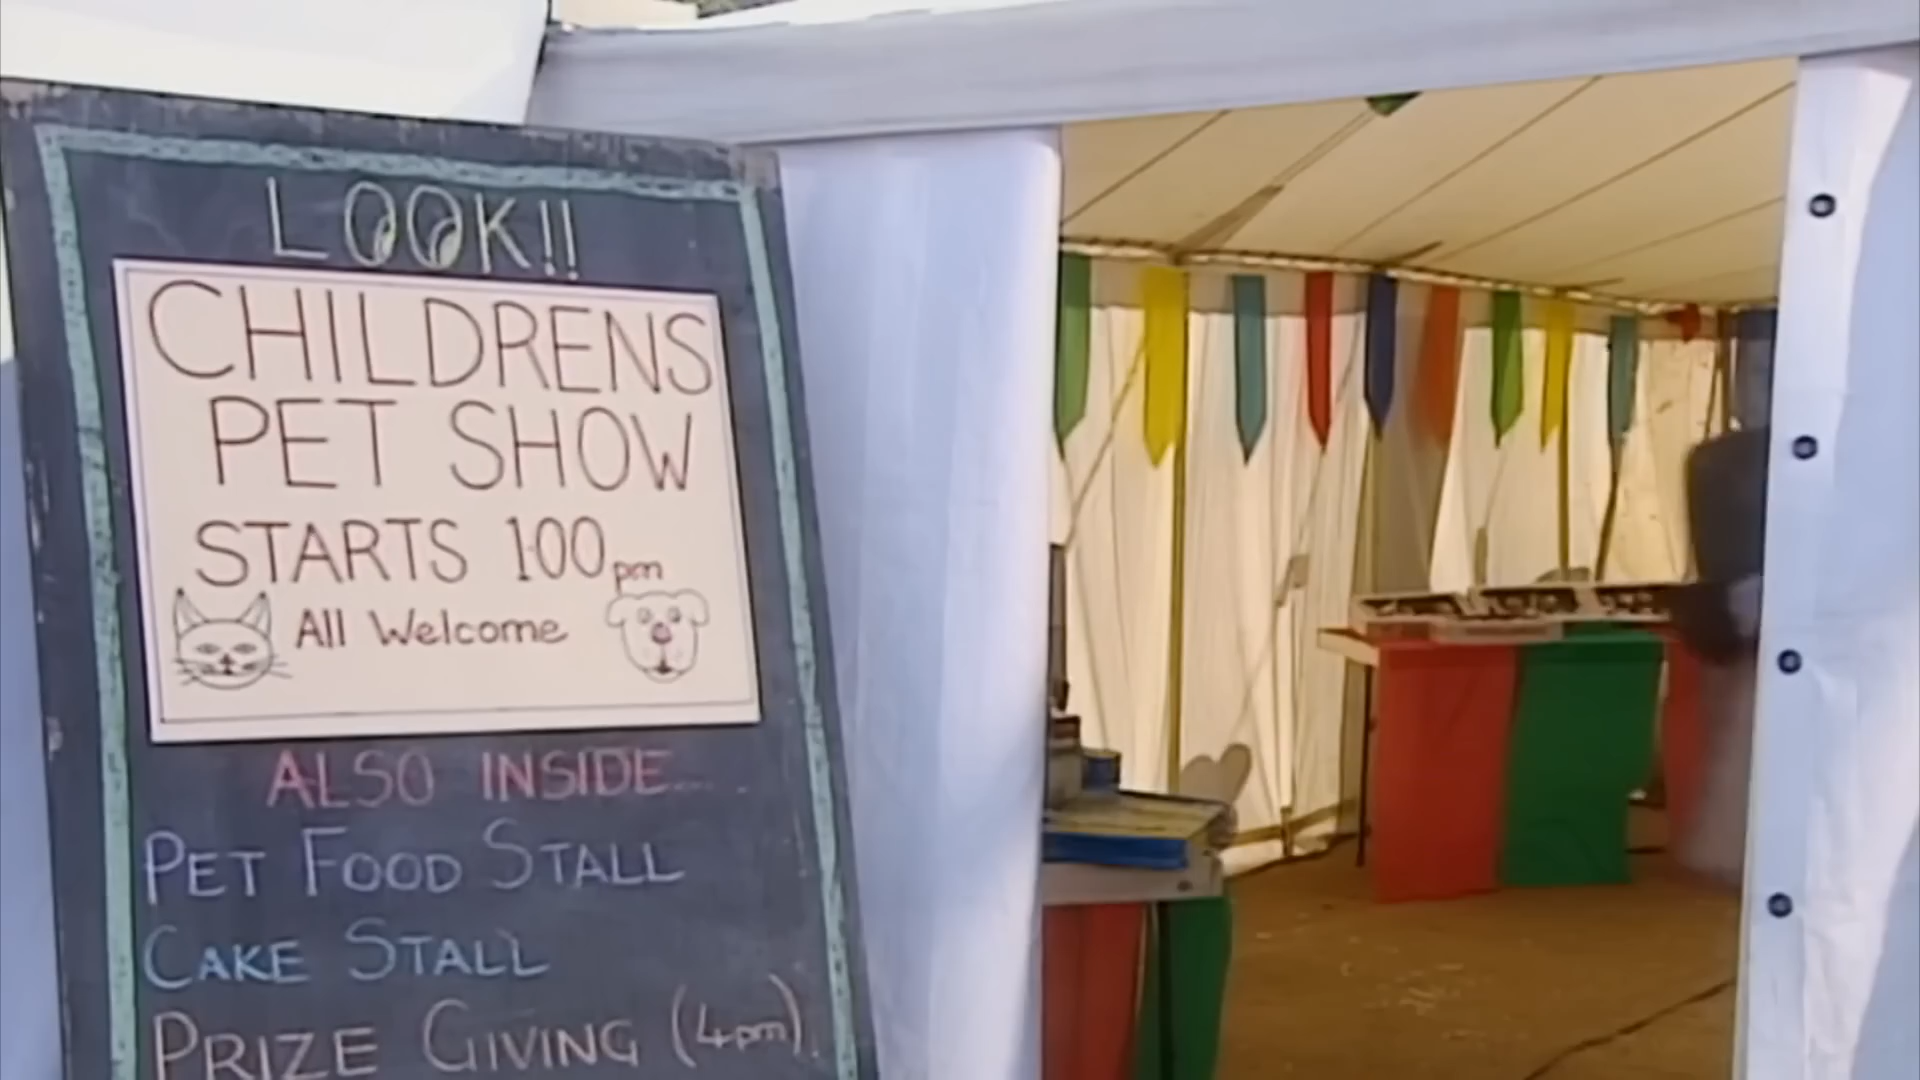 LOOK!!
CHILDRENS
PET SHOW
STARTS 1·00pm
All Welcome
ALSO INSIDE...
PET FOOD STALL
CAKE STALL
PRIZE GIVING (4pm).